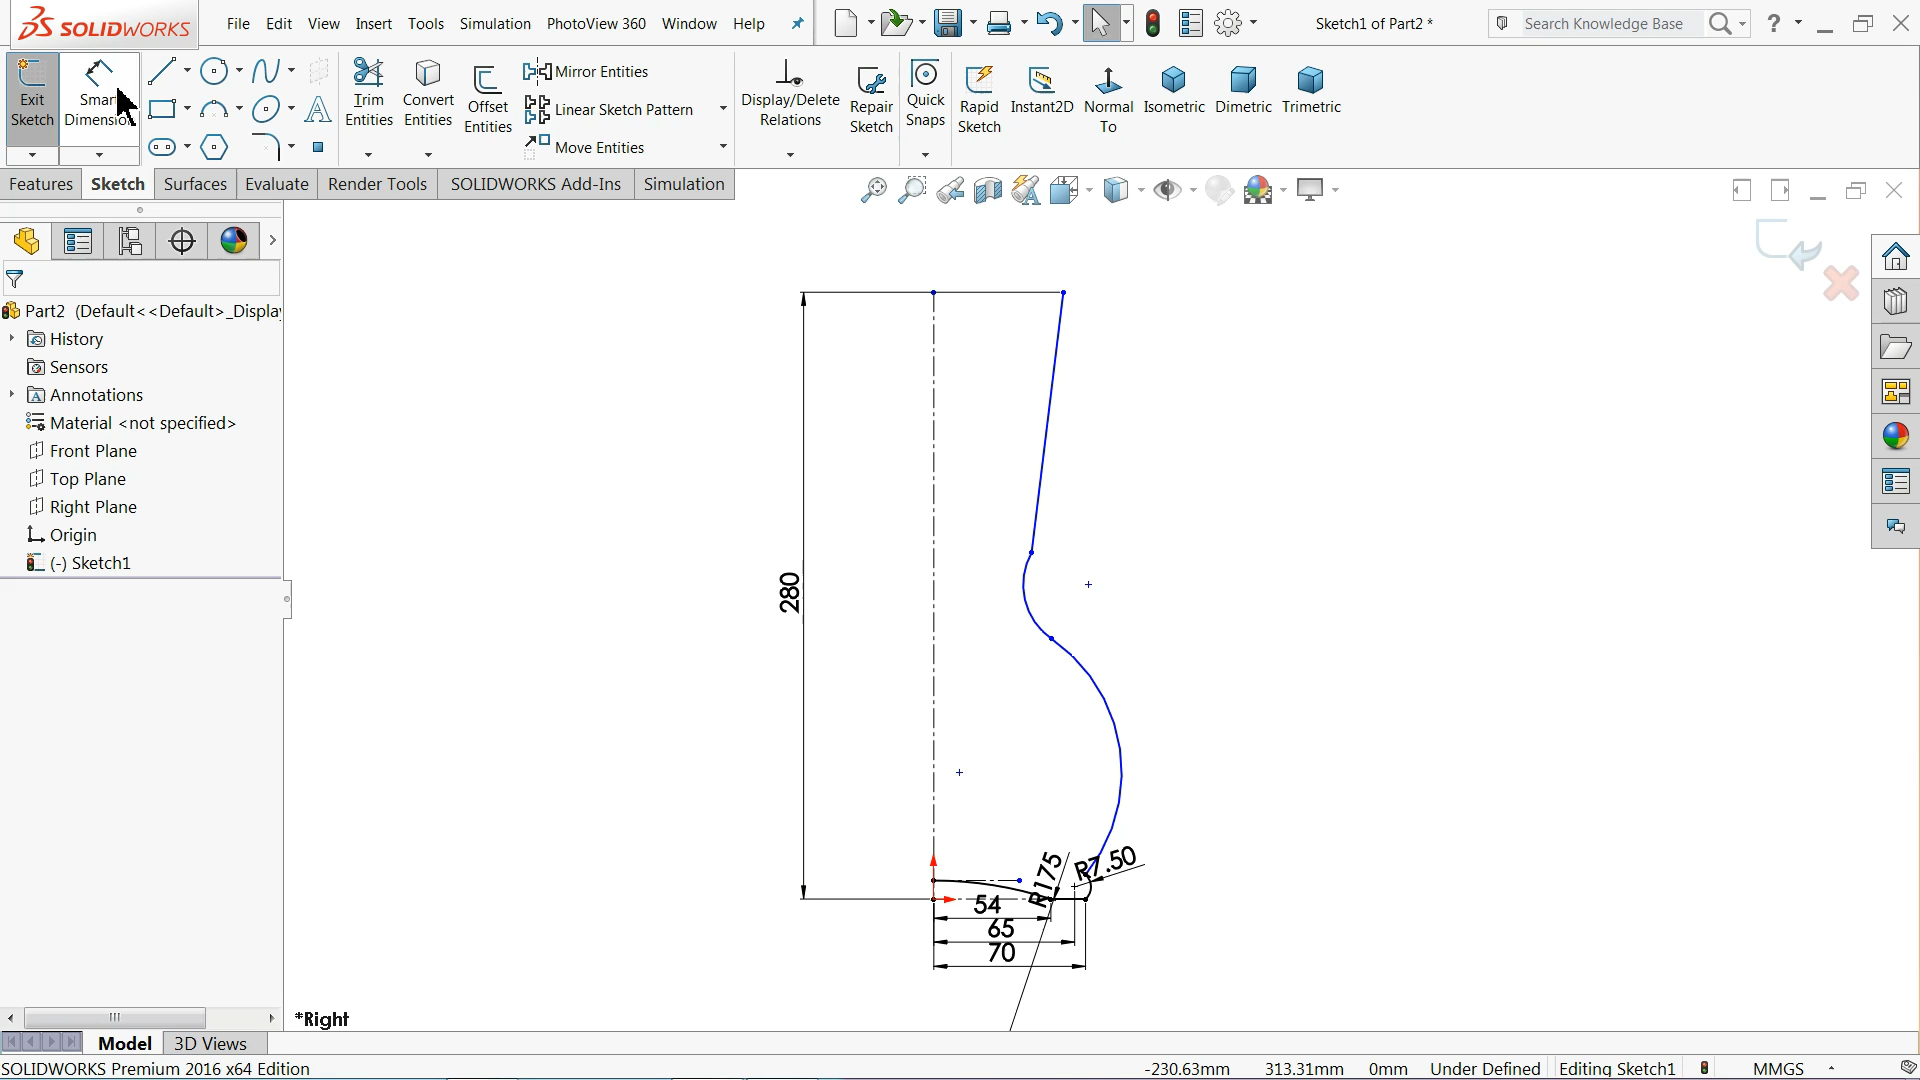 SOLIDWORKS
File Edit View Insert Tools Simulation PhotoView 360 Window Help
Sketch1 of Part2 *
Search Knowledge Base
?
Exit Sketch
Smart Dimension
Trim Entities
Convert Entities
Offset Entities
Mirror Entities
Linear Sketch Pattern
Move Entities
Display/Delete Relations
Repair Sketch
Quick Snaps
Rapid Sketch
Instant2D
Normal To
Isometric
Dimetric
Trimetric
Features Sketch Surfaces Evaluate Render Tools SOLIDWORKS Add-Ins Simulation
Part2 (Default<<Default>_Displa
History
Sensors
Annotations
Material <not specified>
Front Plane
Top Plane
Right Plane
Origin
(-) Sketch1
280
R175
R7.50
54
65
70
*Right
Model 3D Views
SOLIDWORKS Premium 2016 x64 Edition
-230.63mm 313.31mm 0mm Under Defined Editing Sketch1 MMGS